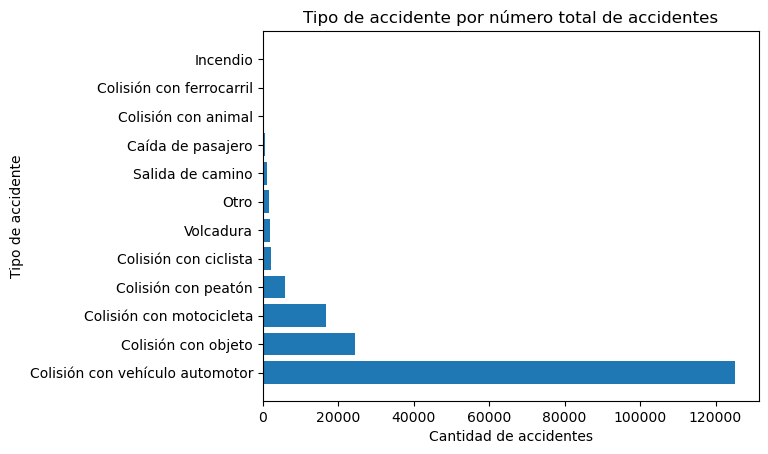 Tipo de accidente por número total de accidentes
Tipo de accidente
Incendio
Colisión con ferrocarril
Colisión con animal
Caída de pasajero
Salida de camino
Otro
Volcadura
Colisión con ciclista
Colisión con peatón
Colisión con motocicleta
Colisión con objeto
Colisión con vehículo automotor
0 20000 40000 60000 80000 100000 120000
Cantidad de accidentes